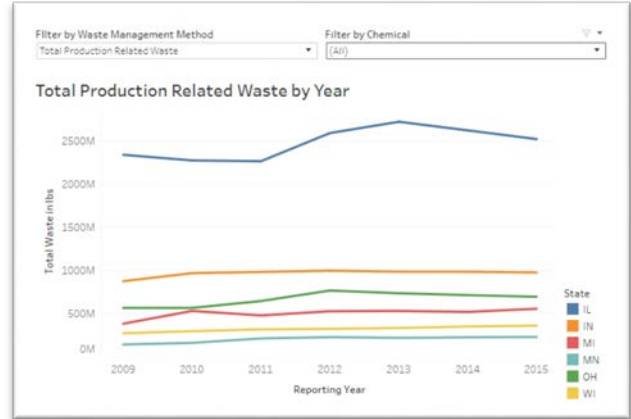 Filter by Waste Management Method
Filter by Chemical
Total Production Related Waste
(All)
Total Production Related Waste by Year
Total Waste in lbs
2500M
2000M
1500M
1000M
500M
0M
2009 2010 2011 2012 2013 2014 2015
Reporting Year
State
IL
IN
MI
MN
OH
WI